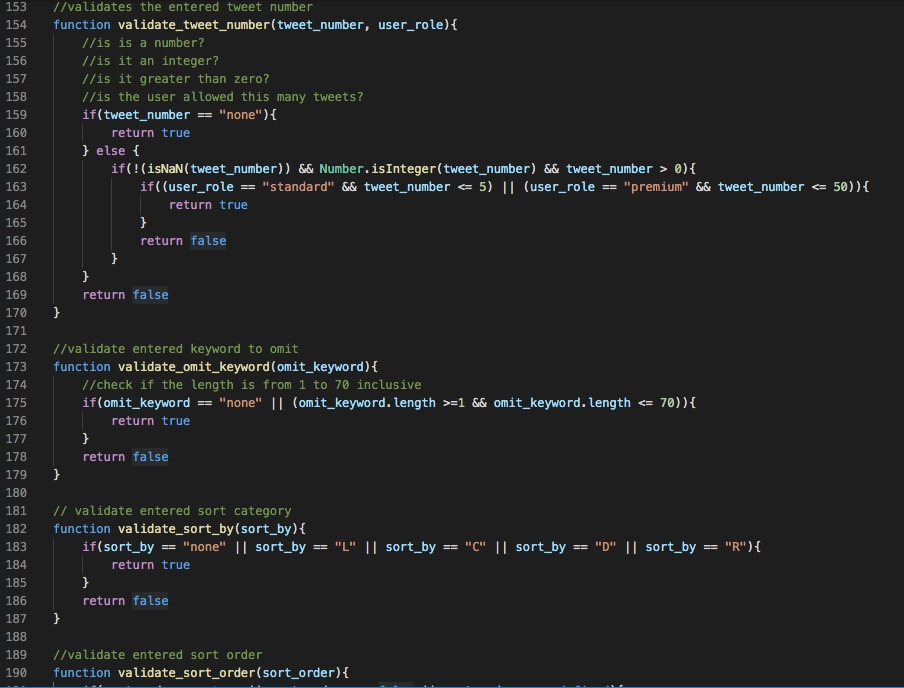 153 //validates the entered tweet number
154 function validate_tweet_number(tweet_number, user_role){
155 //is is a number?
156 //is it an integer?
157 //is it greater than zero?
158 //is the user allowed this many tweets?
159 if(tweet_number == "none"){
160 return true
161 } else {
162 if(!(isNaN(tweet_number)) && Number.isInteger(tweet_number) && tweet_number > 0){
163 if((user_role == "standard" && tweet_number <= 5) || (user_role == "premium" && tweet_number <= 50)){
164 return true
165 }
166 return false
167 }
168 }
169 return false
170 }
171
172 //validate entered keyword to omit
173 function validate_omit_keyword(omit_keyword){
174 //check if the length is from 1 to 70 inclusive
175 if(omit_keyword == "none" || (omit_keyword.length >=1 && omit_keyword.length <= 70)){
176 return true
177 }
178 return false
179 }
180
181 // validate entered sort category
182 function validate_sort_by(sort_by){
183 if(sort_by == "none" || sort_by == "L" || sort_by == "C" || sort_by == "D" || sort_by == "R"){
184 return true
185 }
186 return false
187 }
188
189 //validate entered sort order
190 function validate_sort_order(sort_order){